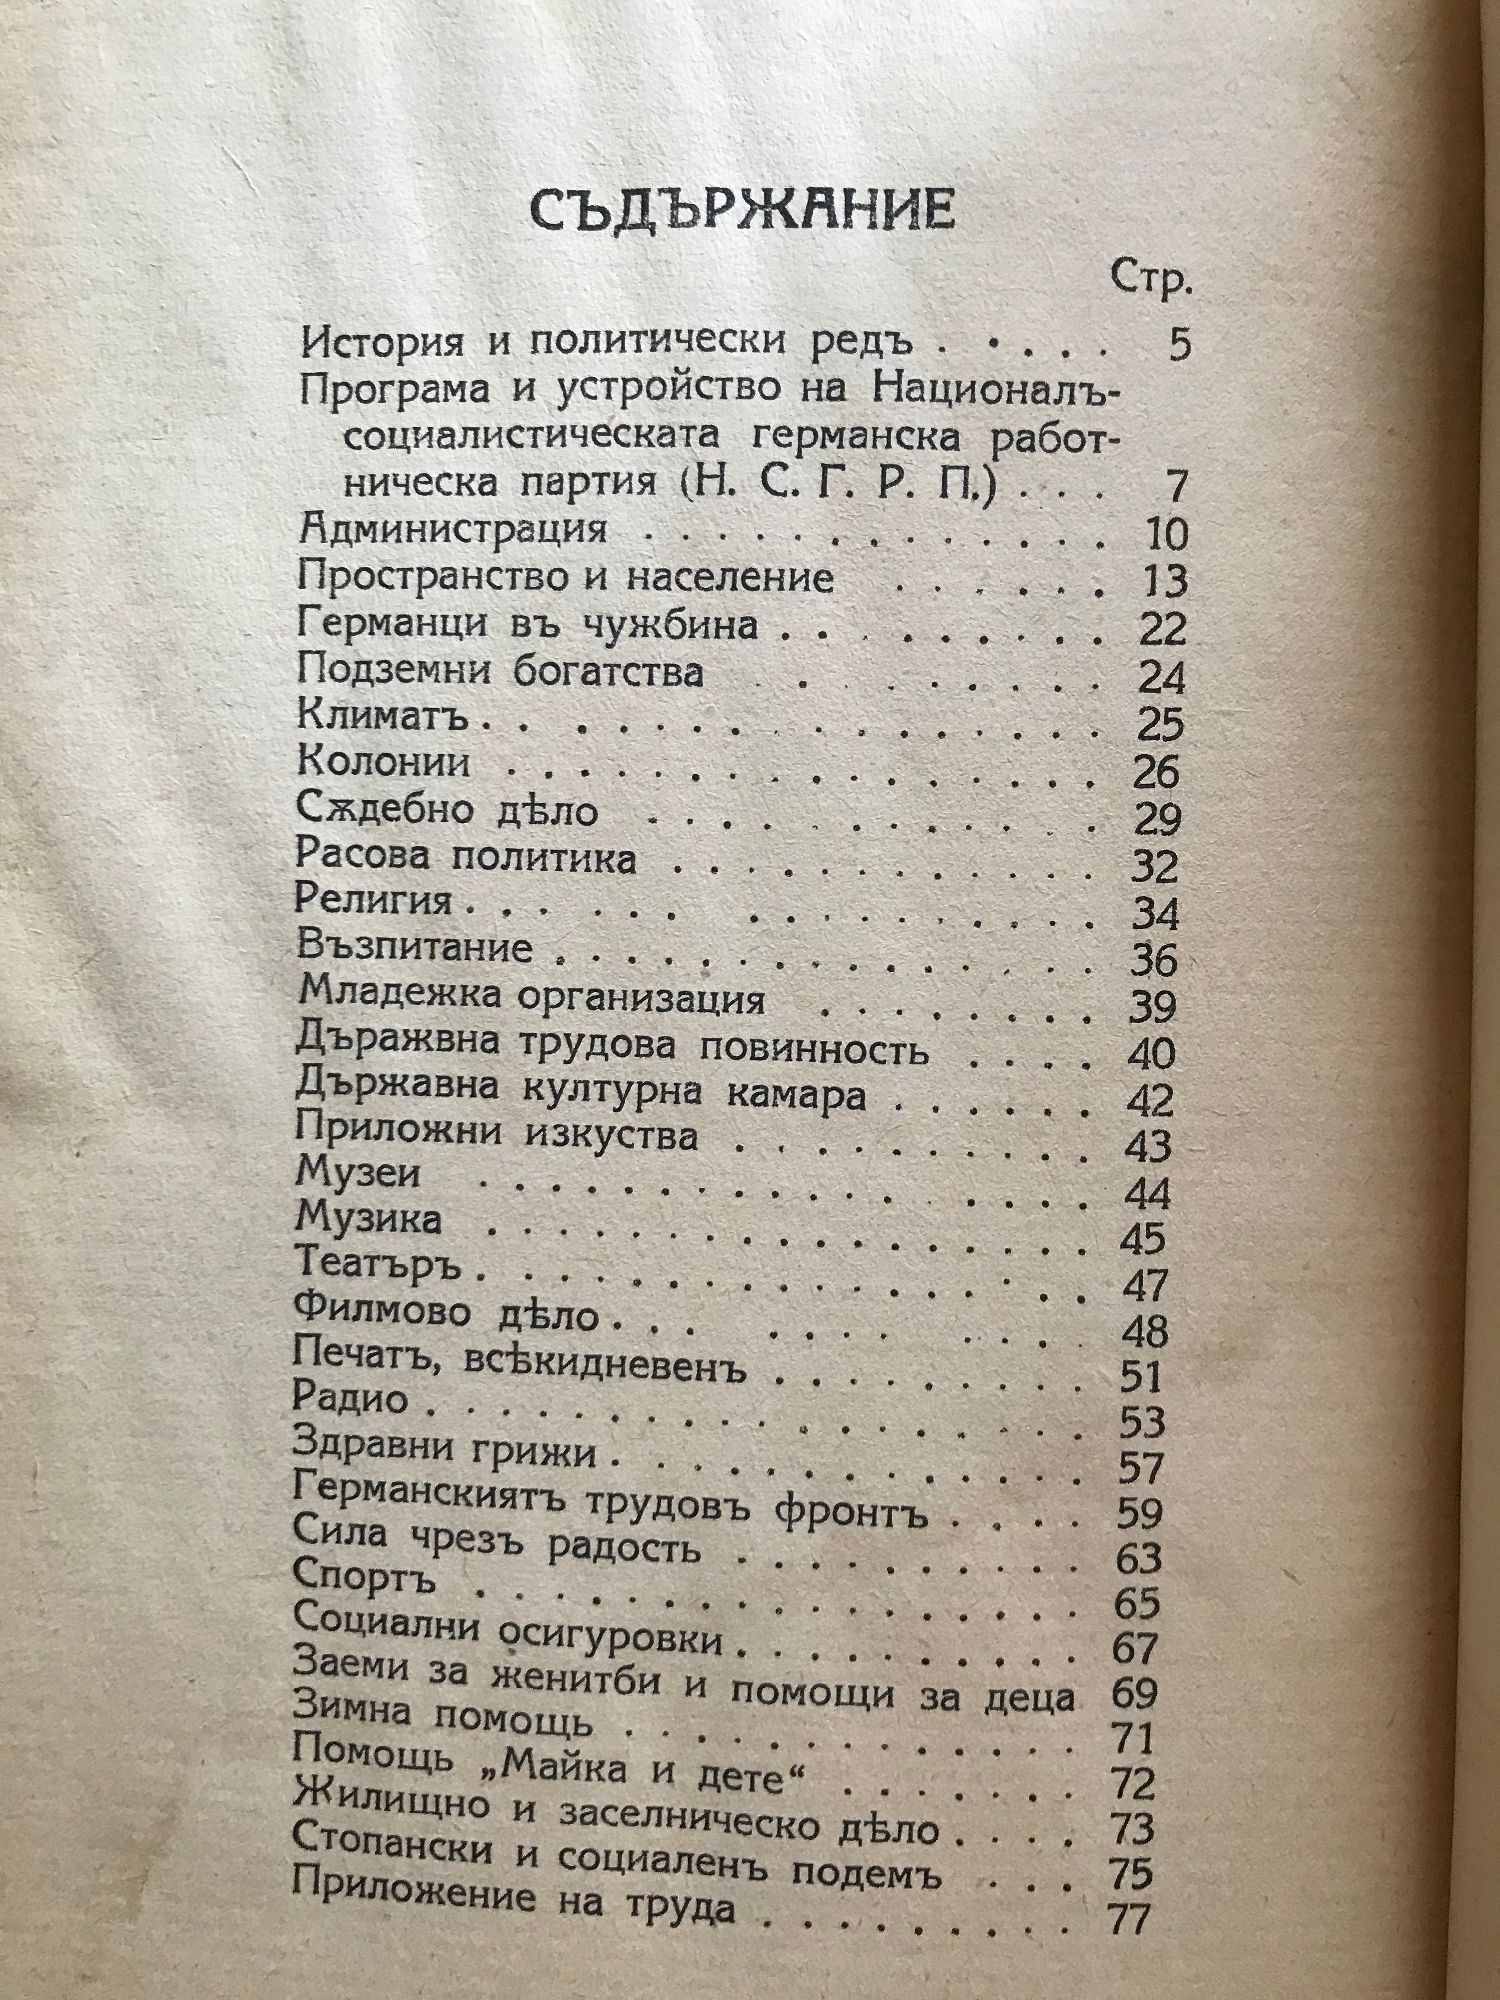 СЪДЪРЖАНИЕ
Стр.
История и политически редъ . . . . . 5
Програма и устройство на Националъ-
социалистическата германска работ-
ническа партия (Н. С. Г. Р. П.) . . . 7
Администрация . . . . . . . . . . . . . 10
Пространство и население . . . . . . 13
Германци въ чужбина . . . . . . . . . 22
Подземни богатства . . . . . . . . . 24
Климатъ . . . . . . . . . . . . . . . . 25
Колонии . . . . . . . . . . . . . . . . 26
Сѫдебно дѣло . . . . . . . . . . . . 29
Расова политика . . . . . . . . . . . . 32
Религия . . . . . . . . . . . . . . . . 34
Възпитание . . . . . . . . . . . . . . 36
Младежка организация . . . . . . . . 39
Дъражвна трудова повинность . . . . 40
Държавна културна камара . . . . . . 42
Приложни изкуства . . . . . . . . . . 43
Музеи . . . . . . . . . . . . . . . . 44
Музика . . . . . . . . . . . . . . . . . 45
Театъръ . . . . . . . . . . . . . . . . 47
Филмово дѣло . . . . . . . . . . . 48
Печатъ, всѣкидневенъ . . . . . . . . . 51
Радио . . . . . . . . . . . . . . . . . 53
Здравни грижи . . . . . . . . . . . . . 57
Германскиятъ трудовъ фронтъ . . . . 59
Сила чрезъ радость . . . . . . . . . . 63
Спортъ . . . . . . . . . . . . . . . . 65
Социални осигуровки . . . . . . . . . . 67
Заеми за женитби и помощи за деца 69
Зимна помощь . . . . . . . . . . . . . 71
Помощь „Майка и дете“ . . . . . . . 72
Жилищно и заселническо дѣло . . . . 73
Стопански и социаленъ подемъ . . . 75
Приложение на труда . . . . . . . . . 77